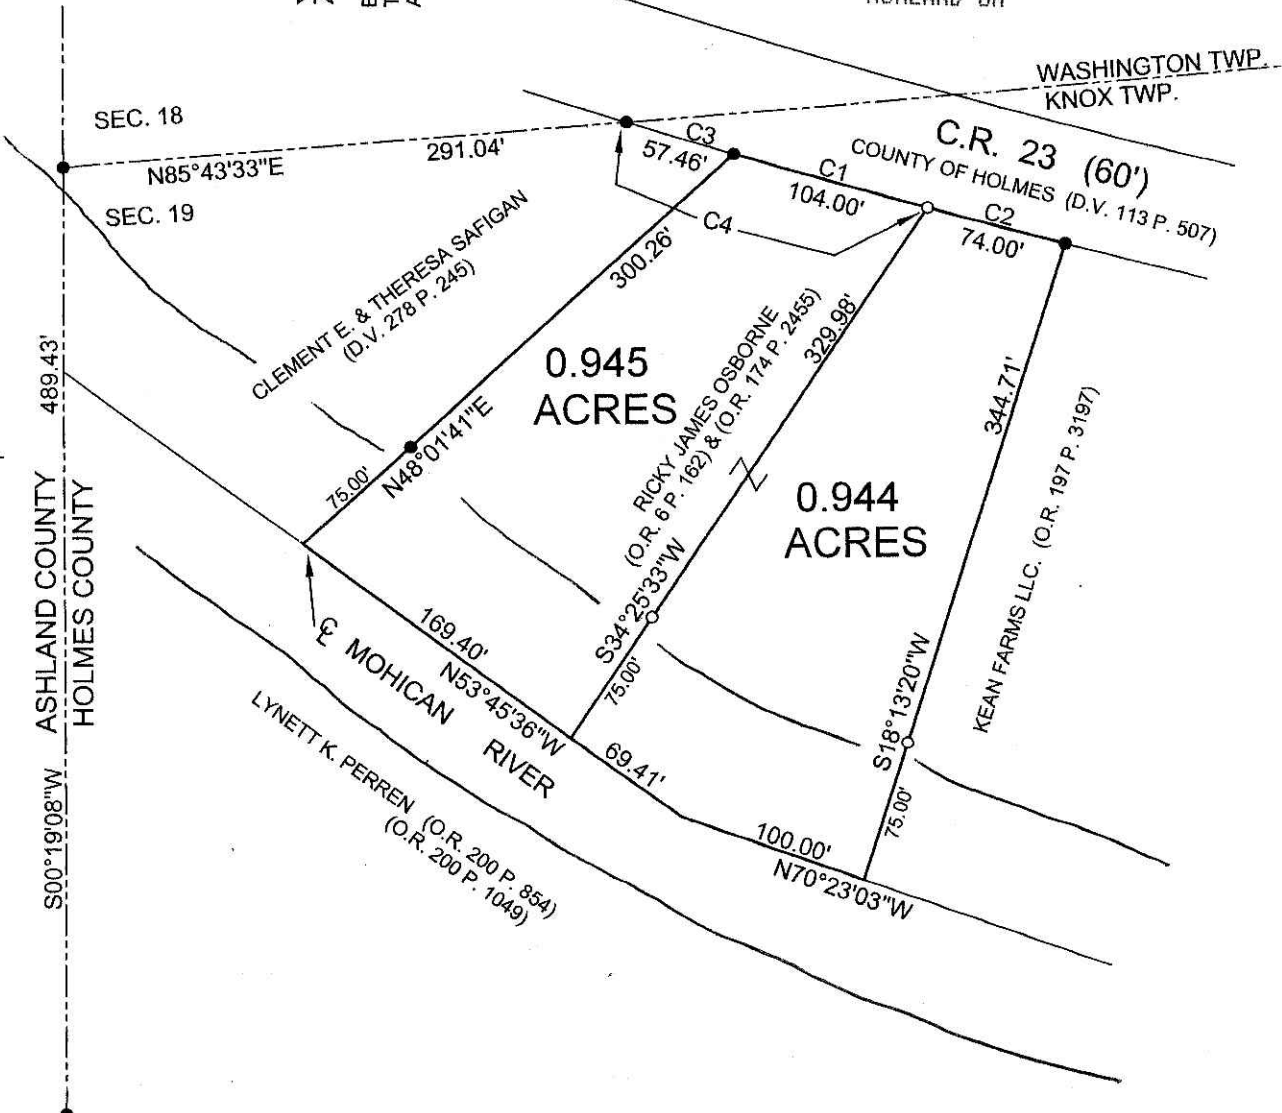 WASHINGTON TWP.
KNOX TWP.
SEC. 18
N85°43'33"E
291.04'
SEC. 19
C3
57.46'
C1
104.00'
C2
74.00'
C4
C.R. 23 (60')
COUNTY OF HOLMES (D.V. 113 P. 507)
CLEMENT E. & THERESA SAFIGAN
(D.V. 278 P. 245)
300.26'
N48°01'41"E
75.00'
0.945
ACRES
RICKY JAMES OSBORNE
(O.R. 6 P. 162) & (O.R. 174 P. 2455)
329.98'
S34°25'33"W
75.00'
0.944
ACRES
344.71'
S18°13'20"W
75.00'
KEAN FARMS LLC. (O.R. 197 P. 3197)
489.43'
ASHLAND COUNTY
HOLMES COUNTY
S00°19'08"W
℄ MOHICAN RIVER
169.40'
N53°45'36"W
69.41'
100.00'
N70°23'03"W
LYNETT K. PERREN (O.R. 200 P. 854)
(O.R. 200 P. 1049)